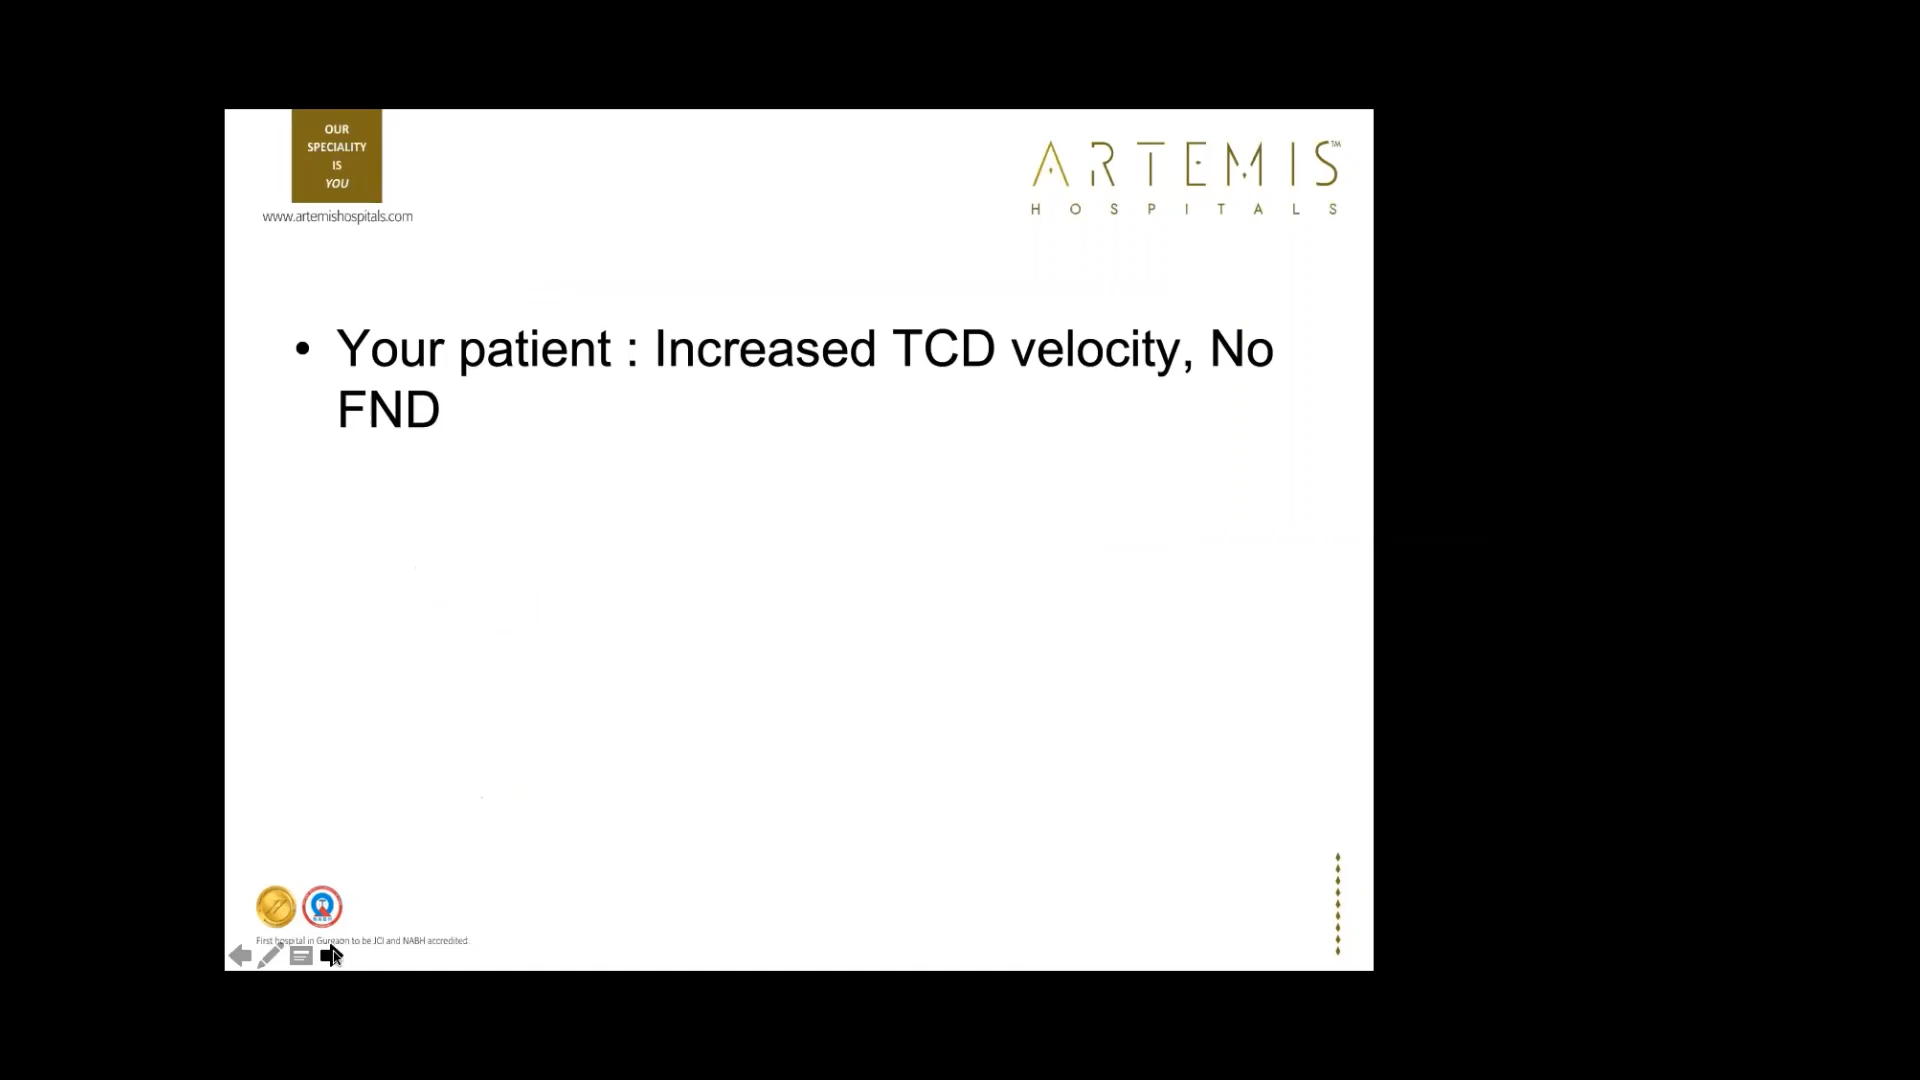 OUR
SPECIALITY
IS
YOU
www.artemishospitals.com
ARTEMIS™
HOSPITALS
• Your patient : Increased TCD velocity, No
FND
First hospital in Gurgaon to be JCI and NABH accredited.